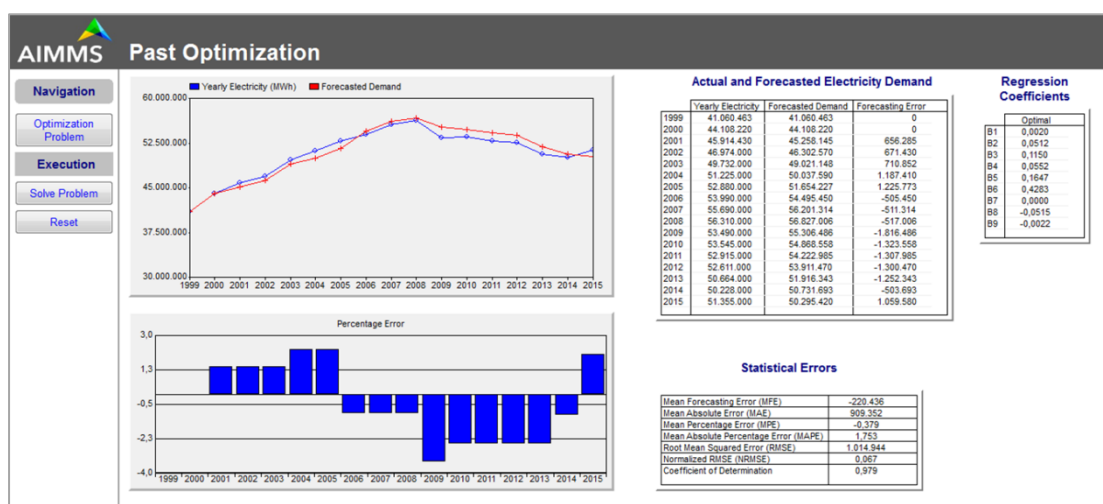 AIMMS
Past Optimization
Navigation
Optimization
Problem
Execution
Solve Problem
Reset
Yearly Electricity (MWh) Forecasted Demand
60.000.000
52.500.000
45.000.000
37.500.000
30.000.000
1999 2000 2001 2002 2003 2004 2005 2006 2007 2008 2009 2010 2011 2012 2013 2014 2015
Percentage Error
3,0
1,3
-0,5
-2,3
-4,0
1999 2000 2001 2002 2003 2004 2005 2006 2007 2008 2009 2010 2011 2012 2013 2014 2015
Actual and Forecasted Electricity Demand
Yearly Electricity Forecasted Demand Forecasting Error
1999 41.060.463 41.060.463 0
2000 44.108.220 44.108.220 0
2001 45.914.430 45.258.145 656.285
2002 46.974.000 46.302.570 671.430
2003 49.732.000 49.021.148 710.852
2004 51.225.000 50.037.590 1.187.410
2005 52.880.000 51.654.227 1.225.773
2006 53.990.000 54.495.450 -505.450
2007 55.690.000 56.201.314 -511.314
2008 56.310.000 56.827.006 -517.006
2009 53.490.000 55.306.486 -1.816.486
2010 53.545.000 54.868.558 -1.323.558
2011 52.915.000 54.222.985 -1.307.985
2012 52.611.000 53.911.470 -1.300.470
2013 50.664.000 51.916.343 -1.252.343
2014 50.228.000 50.731.693 -503.693
2015 51.355.000 50.295.420 1.059.580
Regression
Coefficients
Optimal
B1 0,0020
B2 0,0512
B3 0,1150
B4 0,0552
B5 0,1647
B6 0,4283
B7 0,0000
B8 -0,0515
B9 -0,0022
Statistical Errors
Mean Forecasting Error (MFE) -220.436
Mean Absolute Error (MAE) 909.352
Mean Percentage Error (MPE) -0,379
Mean Absolute Percentage Error (MAPE) 1,753
Root Mean Squared Error (RMSE) 1.014.944
Normalized RMSE (NRMSE) 0,067
Coefficient of Determination 0,979